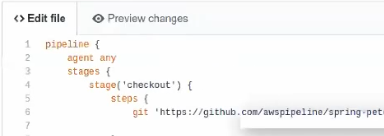 Edit file Preview changes
1 pipeline {
2 agent any
3 stages {
4 stage('checkout') {
5 steps {
6 git 'https://github.com/awspipeline/spring-pet
7